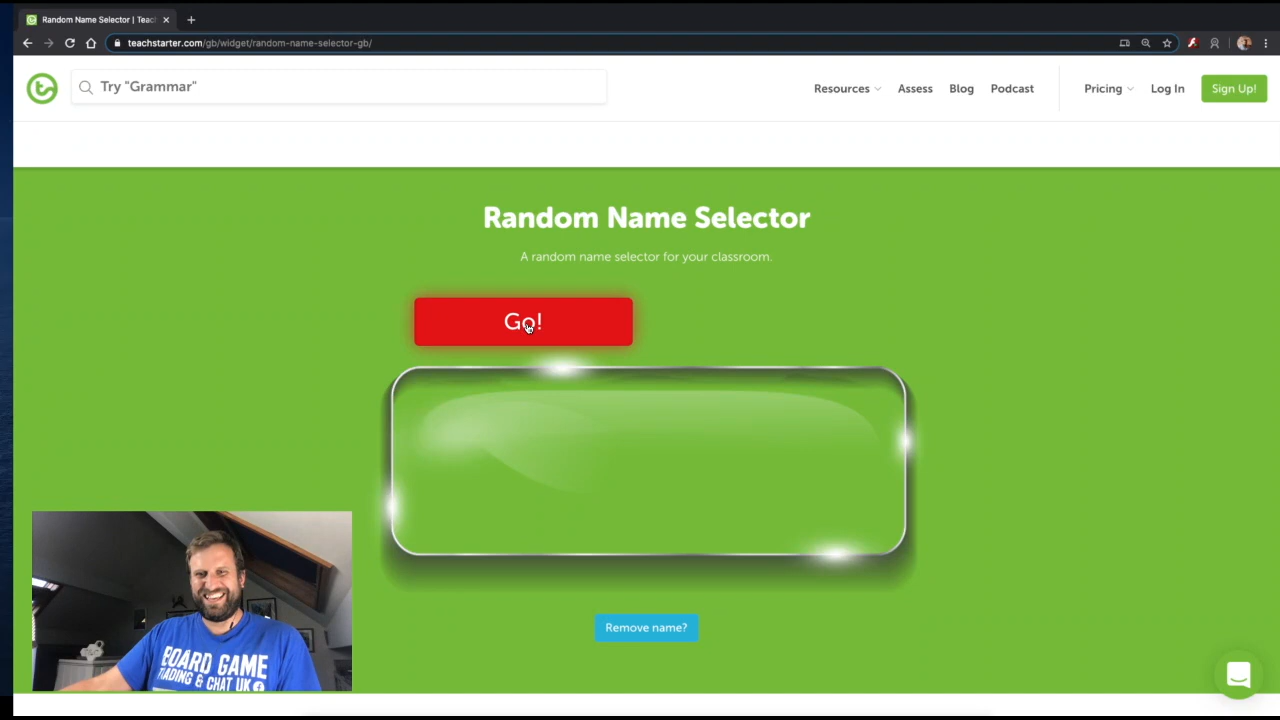 Random Name Selector | Teac
teachstarter.com/gb/widget/random-name-selector-gb/
Try "Grammar"
Resources
Assess
Blog
Podcast
Pricing
Log In
Sign Up!
Random Name Selector
A random name selector for your classroom.
Go!
Remove name?
BOARD GAME
TRADING & CHAT UK